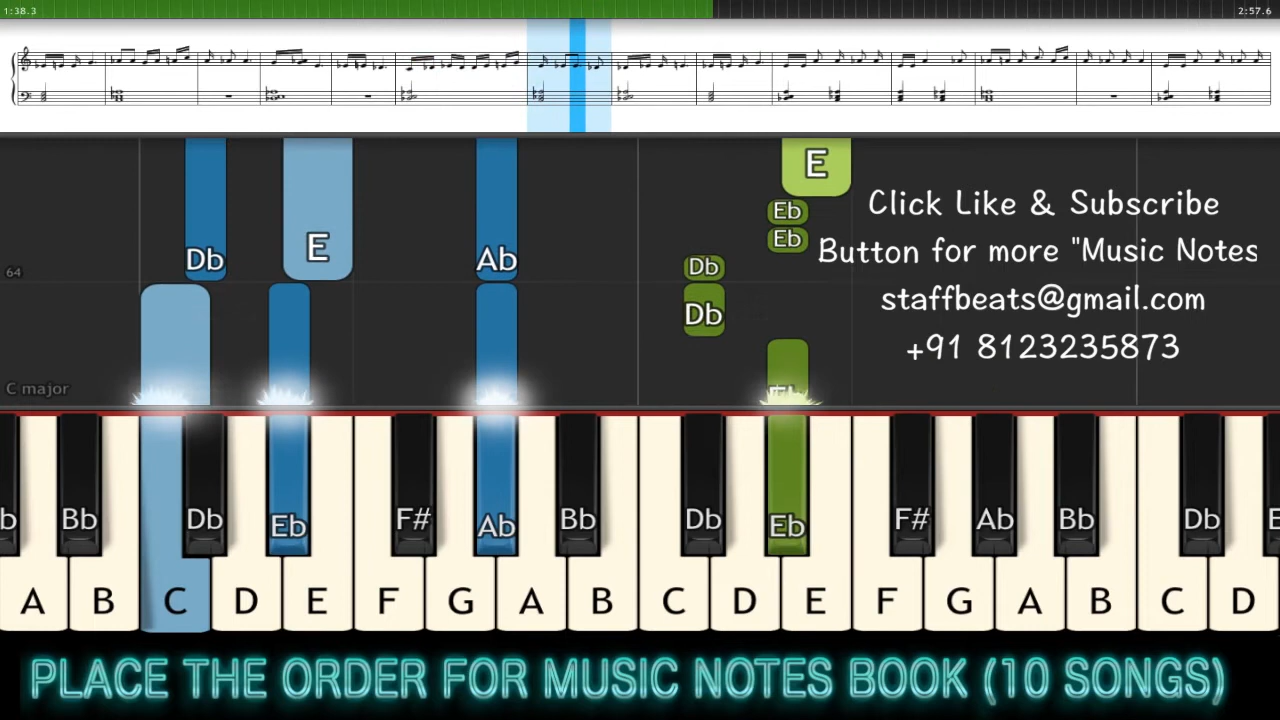 1:38.3
2:57.6
E
Eb
Click Like & Subscribe
Eb
Db
E
Ab
Button for more "Music Notes
Db
64
staffbeats@gmail.com
Db
+91 8123235873
C major
b Bb Db Eb F# Ab Bb Db Eb F# Ab Bb Db E
A B C D E F G A B C D E F G A B C D
PLACE THE ORDER FOR MUSIC NOTES BOOK (10 SONGS)